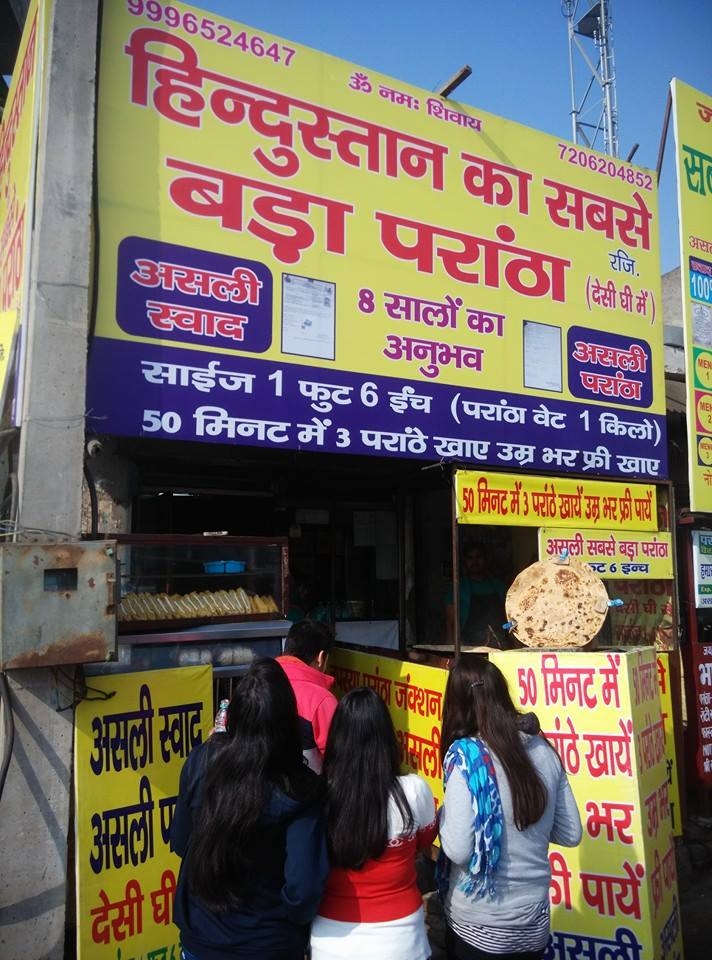 9996524647
ॐ नमः शिवाय
7206204852
हिन्दुस्तान का सबसे
बड़ा परांठा
रजि.
(देसी घी में)
असली
स्वाद
8 सालों का
अनुभव
असली
परांठा
साईज 1 फुट 6 ईंच (परांठा वेट 1 किलो)
50 मिनट में 3 परांठे खाए उम्र भर फ्री खाए
50 मिनट में 3 परांठे खायें उम्र भर फ्री पायें
असली सबसे बड़ा परांठा
फुट 6 इन्च
परांठा जंक्शन
असली
असली स्वाद
असली
देसी घी
50 मिनट में
परांठे खायें
भर
फ्री पायें
असली
100%